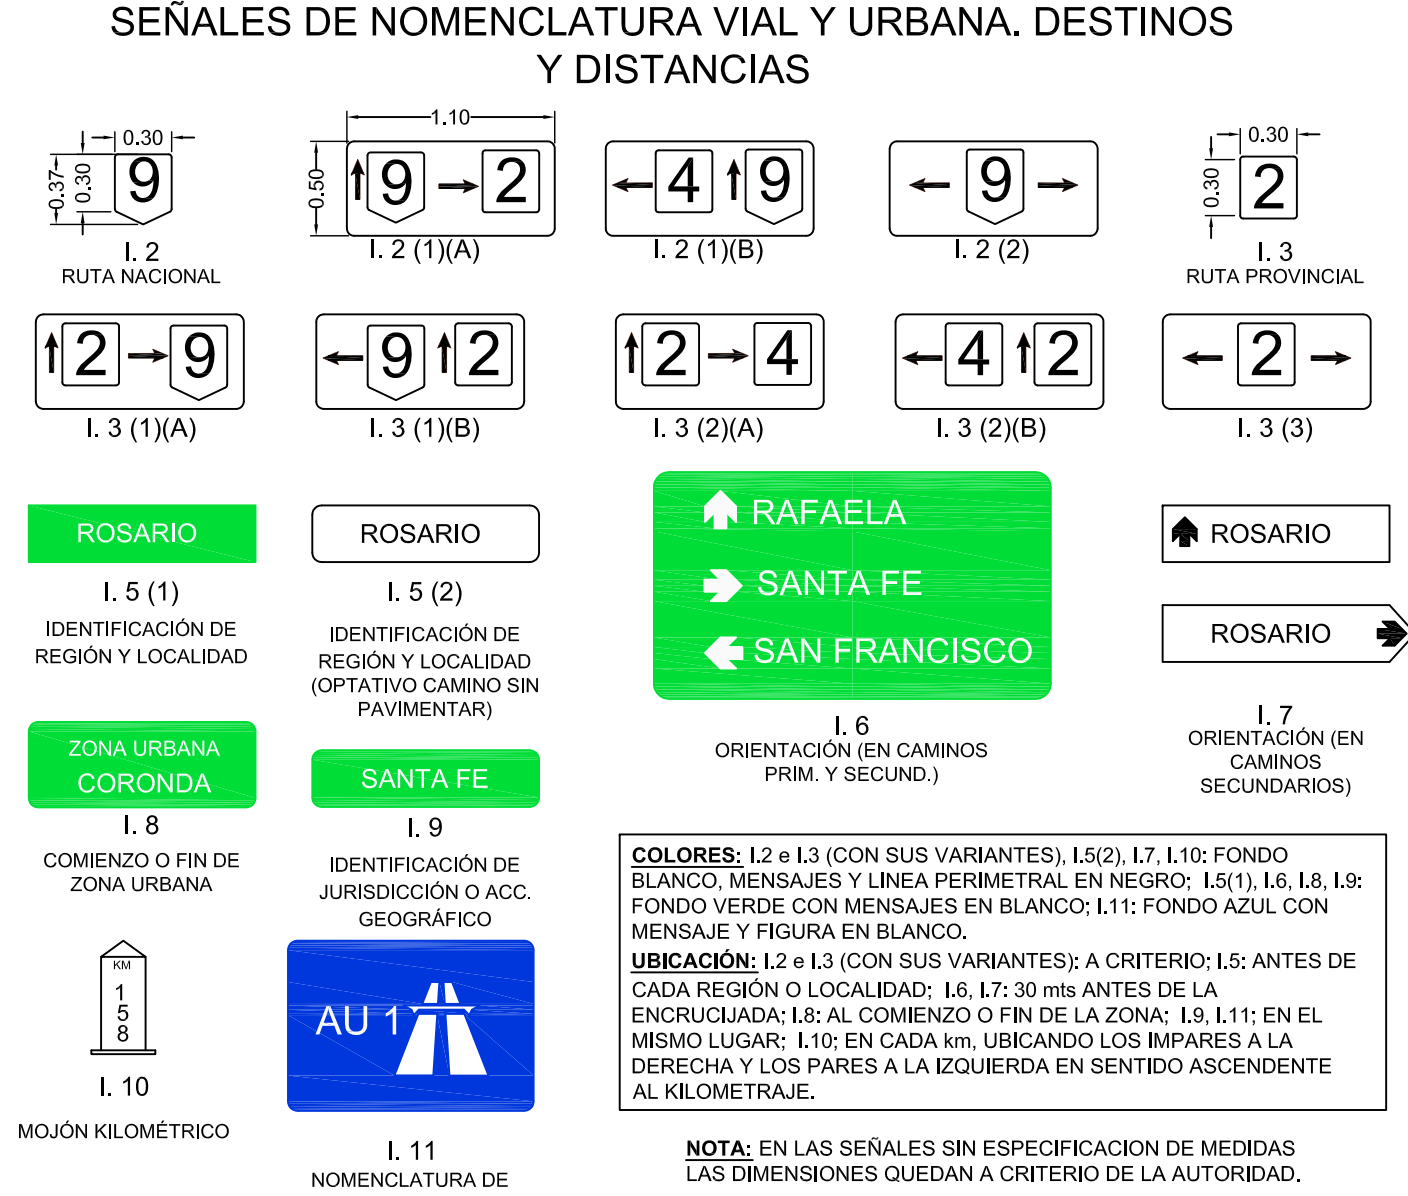 SEÑALES DE NOMENCLATURA VIAL Y URBANA. DESTINOS
Y DISTANCIAS
0.30
0.37
0.30
9
I. 2
RUTA NACIONAL
1.10
0.50
9
2
I. 2 (1)(A)
4
9
I. 2 (1)(B)
9
I. 2 (2)
0.30
0.30
2
I. 3
RUTA PROVINCIAL
2
9
I. 3 (1)(A)
9
2
I. 3 (1)(B)
2
4
I. 3 (2)(A)
4
2
I. 3 (2)(B)
2
I. 3 (3)
ROSARIO
I. 5 (1)
IDENTIFICACIÓN DE
REGIÓN Y LOCALIDAD
ROSARIO
I. 5 (2)
IDENTIFICACIÓN DE
REGIÓN Y LOCALIDAD
(OPTATIVO CAMINO SIN
PAVIMENTAR)
RAFAELA
SANTA FE
SAN FRANCISCO
I. 6
ORIENTACIÓN (EN CAMINOS
PRIM. Y SECUND.)
ROSARIO
ROSARIO
I. 7
ORIENTACIÓN (EN
CAMINOS
SECUNDARIOS)
ZONA URBANA
CORONDA
I. 8
COMIENZO O FIN DE
ZONA URBANA
SANTA FE
I. 9
IDENTIFICACIÓN DE
JURISDICCIÓN O ACC.
GEOGRÁFICO
KM
1
5
8
I. 10
MOJÓN KILOMÉTRICO
AU 1
I. 11
NOMENCLATURA DE
COLORES: I.2 e I.3 (CON SUS VARIANTES), I.5(2), I.7, I.10: FONDO
BLANCO, MENSAJES Y LINEA PERIMETRAL EN NEGRO; I.5(1), I.6, I.8, I.9:
FONDO VERDE CON MENSAJES EN BLANCO; I.11: FONDO AZUL CON
MENSAJE Y FIGURA EN BLANCO.
UBICACIÓN: I.2 e I.3 (CON SUS VARIANTES): A CRITERIO; I.5: ANTES DE
CADA REGIÓN O LOCALIDAD; I.6, I.7: 30 mts ANTES DE LA
ENCRUCIJADA; I.8: AL COMIENZO O FIN DE LA ZONA; I.9, I.11; EN EL
MISMO LUGAR; I.10; EN CADA km, UBICANDO LOS IMPARES A LA
DERECHA Y LOS PARES A LA IZQUIERDA EN SENTIDO ASCENDENTE
AL KILOMETRAJE.
NOTA: EN LAS SEÑALES SIN ESPECIFICACION DE MEDIDAS
LAS DIMENSIONES QUEDAN A CRITERIO DE LA AUTORIDAD.